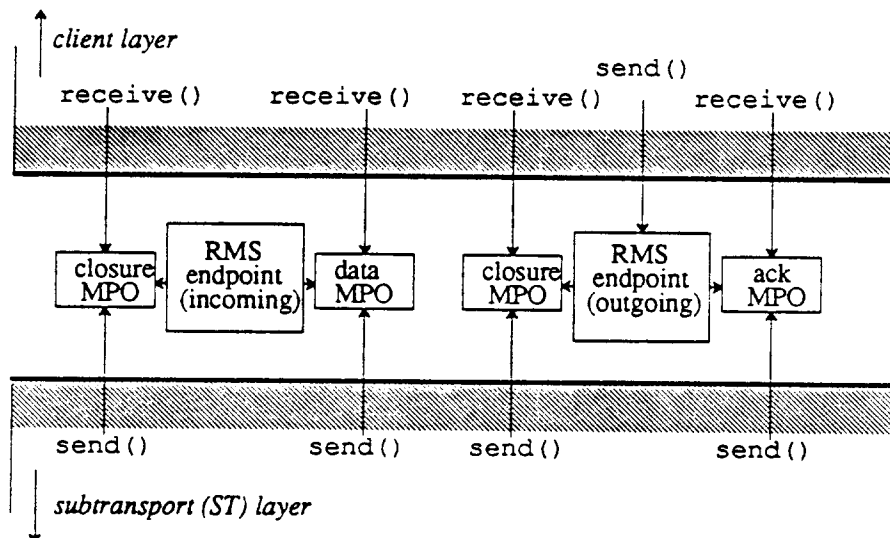 client layer
send()
receive()
receive()
receive()
receive()
closure
MPO
RMS
endpoint
(incoming)
data
MPO
closure
MPO
RMS
endpoint
(outgoing)
ack
MPO
send()
send()
send()
send()
subtransport (ST) layer